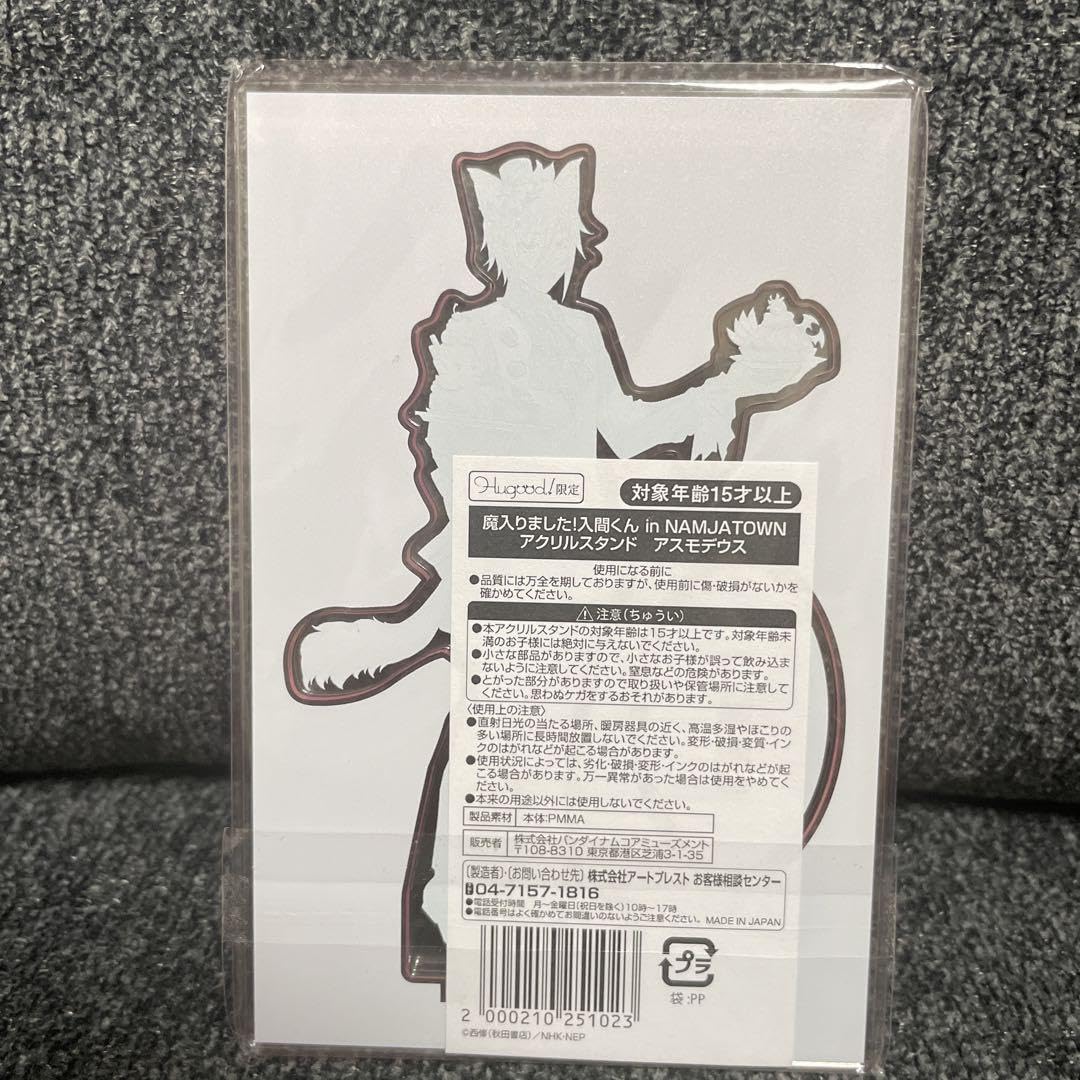 Hugood!限定
対象年齢15才以上
魔入りました!入間くん in NAMJATOWN
アクリルスタンド アスモデウス
使用になる前に
●品質には万全を期しておりますが、使用前に傷・破損がないかを
確かめてください。
⚠注意(ちゅうい)
●本アクリルスタンドの対象年齢は15才以上です。対象年齢未
満のお子様には絶対に与えないでください。
●小さな部品がありますので、小さなお子様が誤って飲み込ま
ないように注意してください。窒息などの危険があります。
●とがった部分がありますので取り扱いや保管場所に注意して
ください。思わぬケガをするおそれがあります。
〈使用上の注意〉
●直射日光の当たる場所、暖房器具の近く、高温多湿やほこりの
多い場所に長時間放置しないでください。変形・破損・変質・イン
クのはがれなどが起こる場合があります。
●使用状況によっては、劣化・破損・変形・インクのはがれなどが起
こる場合があります。万一異常があった場合は使用をやめてく
ださい。
●本来の用途以外には使用しないでください。
製品素材 本体:PMMA
販売者 株式会社バンダイナムコアミューズメント
〒108-8310 東京都港区芝浦3-1-35
〔製造者〕・〔お問い合わせ先〕株式会社アートプレスト お客様相談センター
04-7157-1816
●電話受付時間 月〜金曜日(祝日を除く)10時〜17時
●電話番号はよく確かめてお間違いのないようご注意ください。 MADE IN JAPAN
プラ
袋:PP
2 000210 251023
©西修(秋田書店)/NHK・NEP